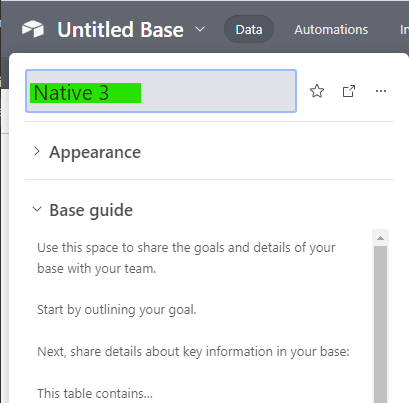 Untitled Base Data Automations In
Native 3
Appearance
Base guide
Use this space to share the goals and details of your
base with your team.
Start by outlining your goal.
Next, share details about key information in your base:
This table contains...